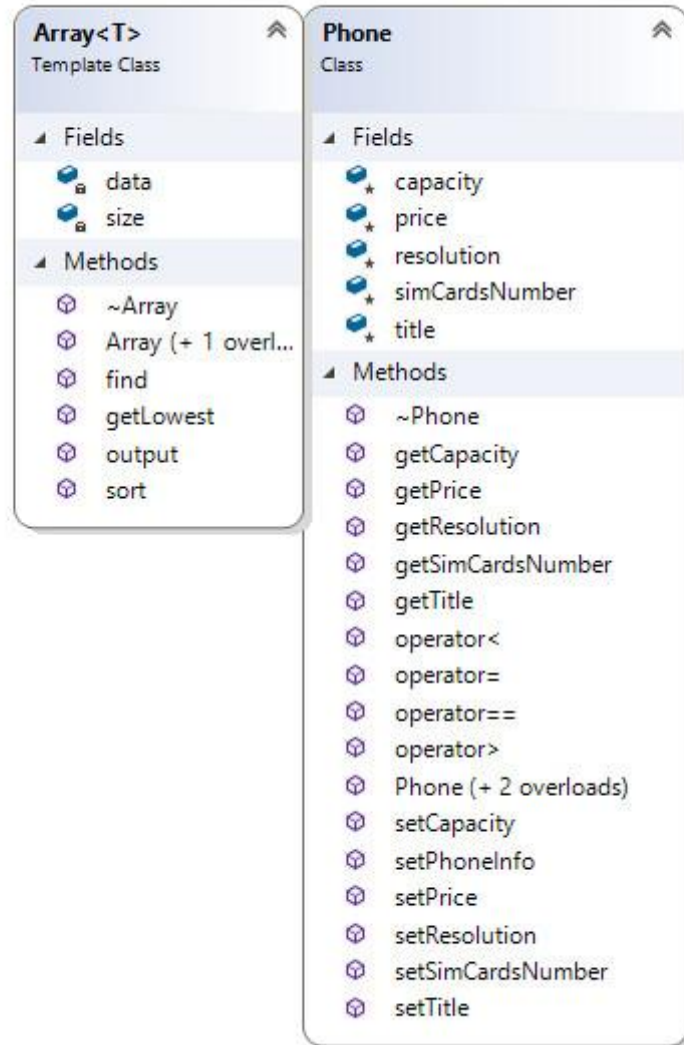 Array<T>
Template Class
Fields
data
size
Methods
~Array
Array (+ 1 overl...
find
getLowest
output
sort
Phone
Class
Fields
capacity
price
resolution
simCardsNumber
title
Methods
~Phone
getCapacity
getPrice
getResolution
getSimCardsNumber
getTitle
operator<
operator=
operator==
operator>
Phone (+ 2 overloads)
setCapacity
setPhoneInfo
setPrice
setResolution
setSimCardsNumber
setTitle